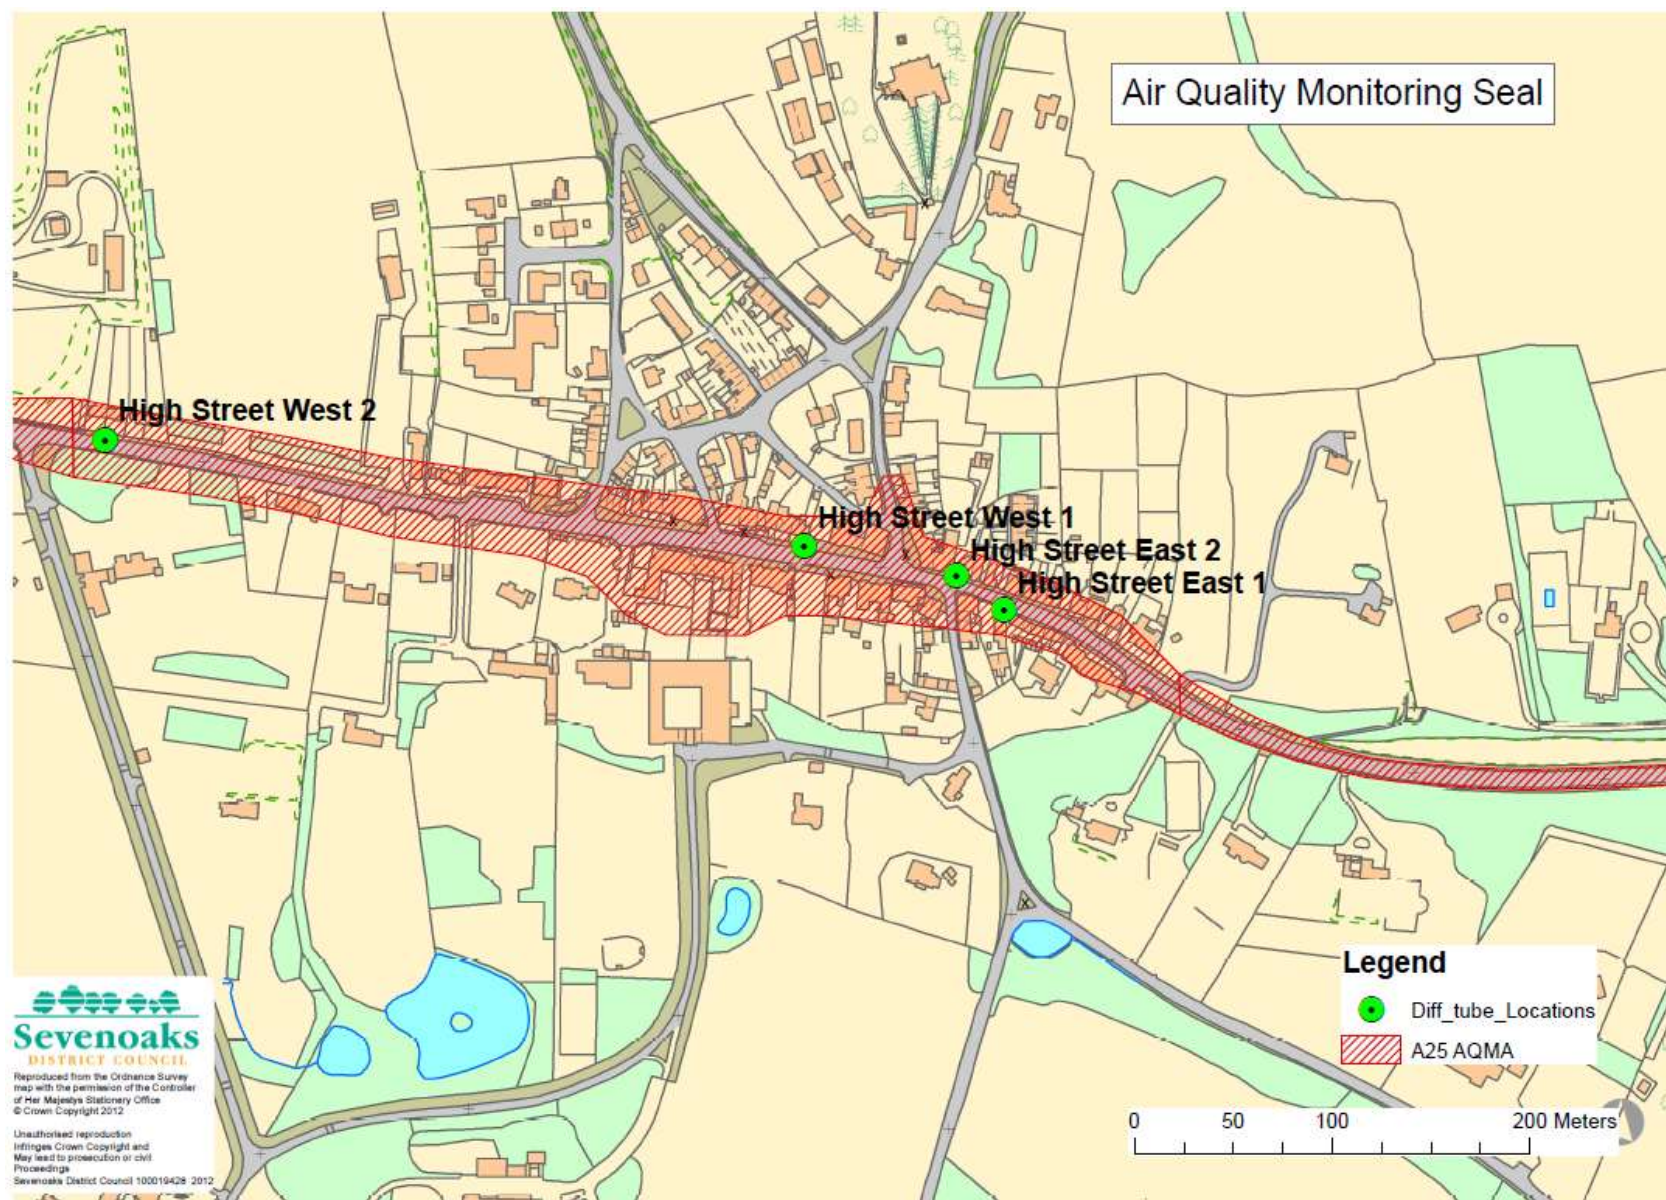 Air Quality Monitoring Seal
High Street West 2
High Street West 1
High Street East 2
High Street East 1
Legend
Diff_tube_Locations
A25 AQMA
0 50 100 200 Meters
Sevenoaks
DISTRICT COUNCIL
Reproduced from the Ordnance Survey
map with the permission of the Controller
of Her Majestys Stationery Office
© Crown Copyright 2012
Unauthorised reproduction
Infringes Crown Copyright and
May lead to prosecution or civil
Proceedings
Sevenoaks District Council 100019428 2012